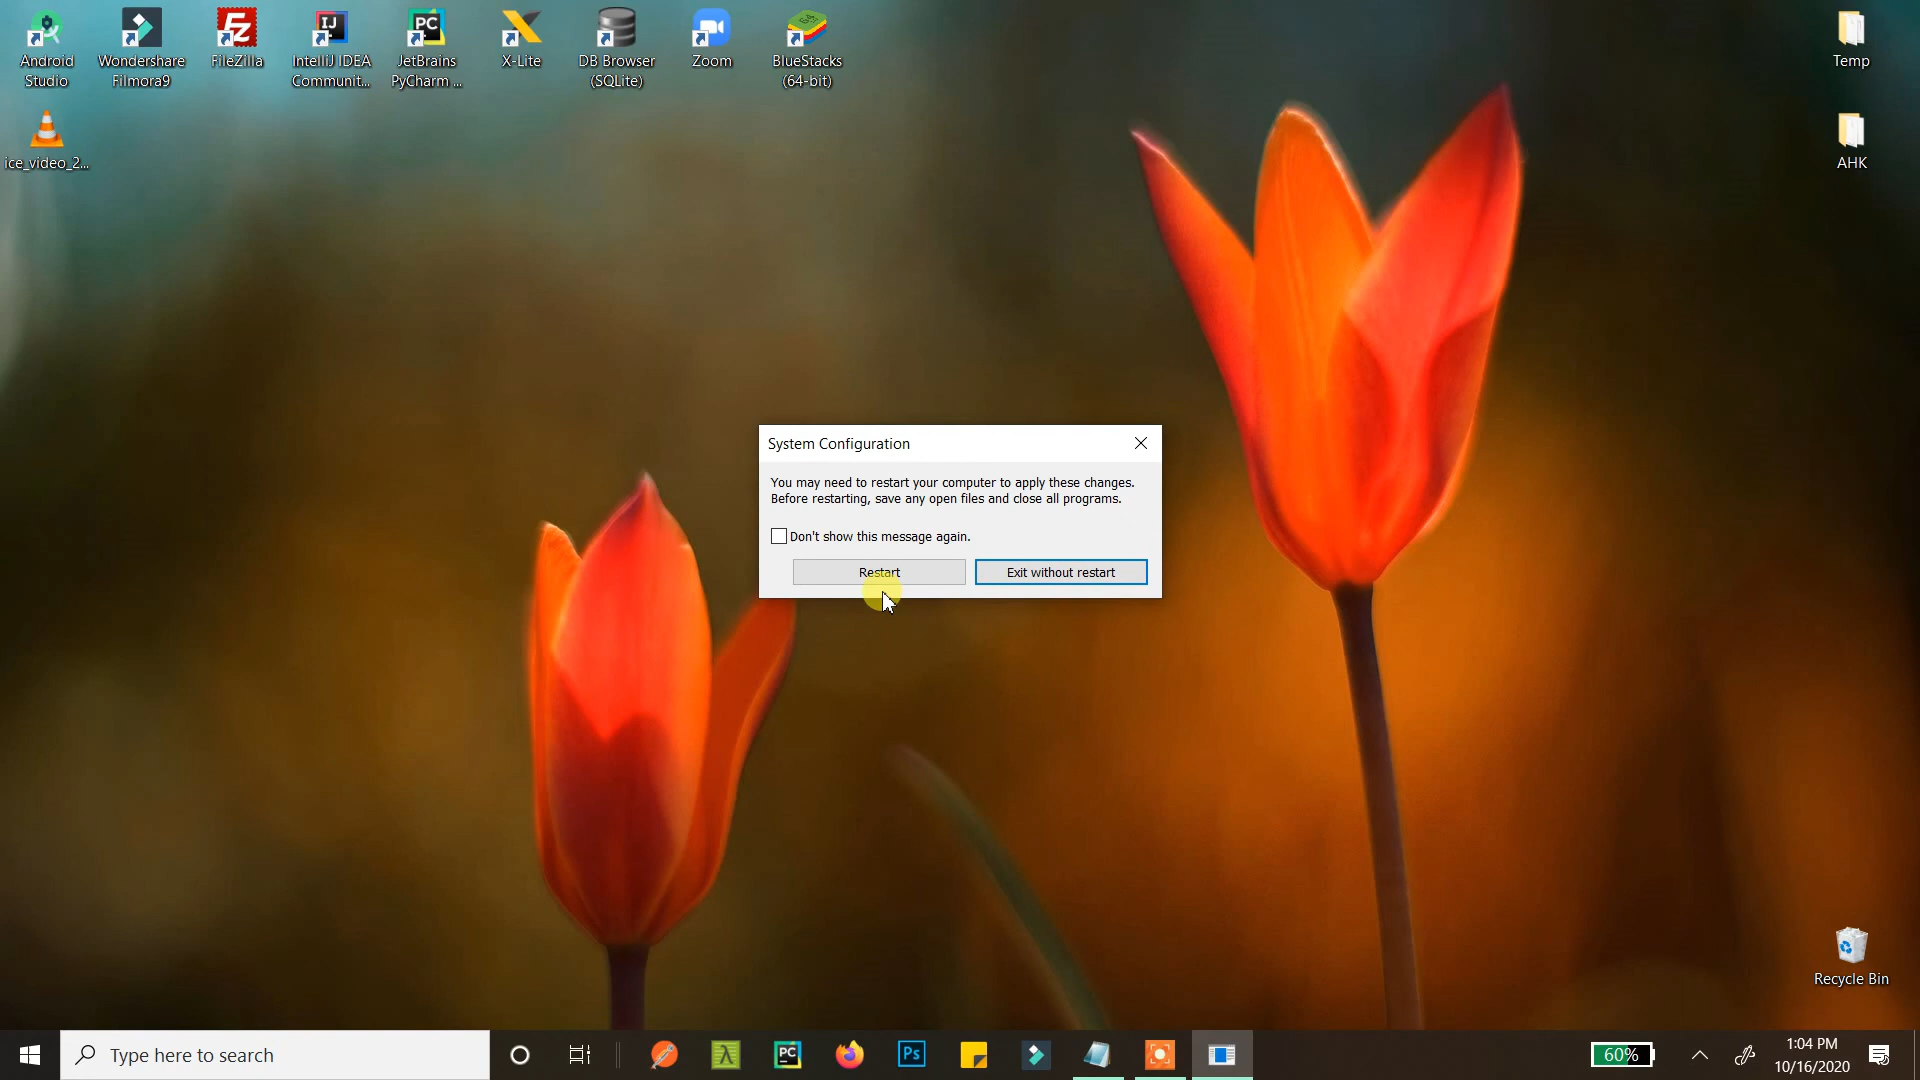 Android
Studio
Wondershare
Filmora9
FileZilla
IntelliJ IDEA
Communit...
JetBrains
PyCharm ...
X-Lite
DB Browser
(SQLite)
Zoom
BlueStacks
(64-bit)
Temp
ice_video_2...
AHK
System Configuration
You may need to restart your computer to apply these changes.
Before restarting, save any open files and close all programs.
Don't show this message again.
Restart
Exit without restart
Recycle Bin
Type here to search
PC
Ps
60%
1:04 PM
10/16/2020